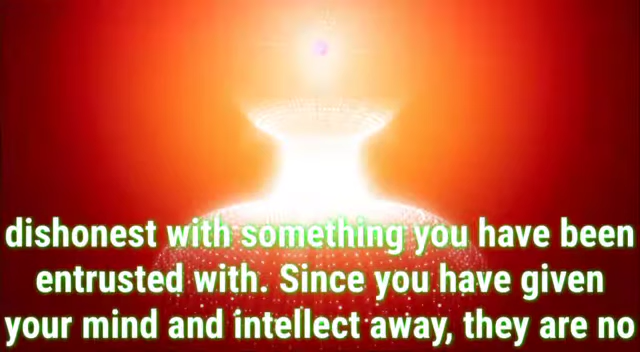 dishonest with something you have been
entrusted with. Since you have given
your mind and intellect away, they are no